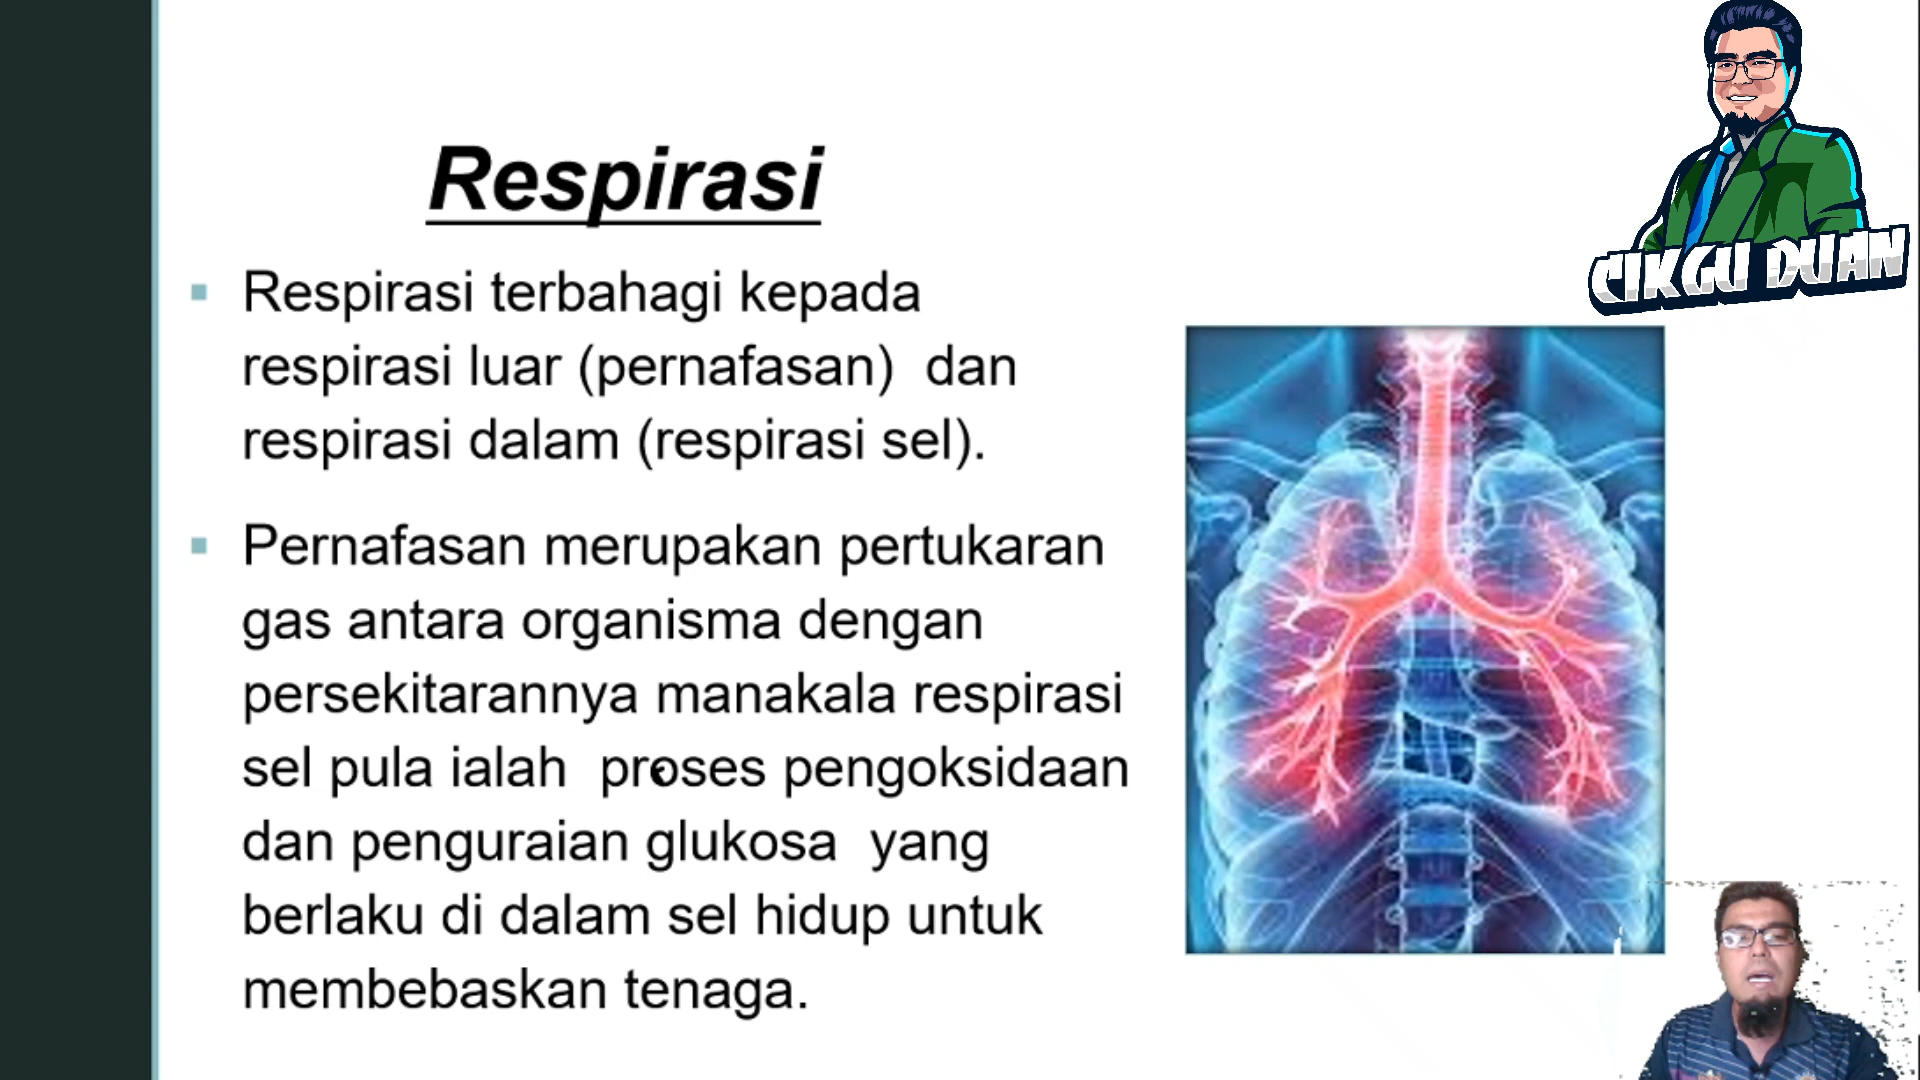 CIKGU DUAN
Respirasi
Respirasi terbahagi kepada
respirasi luar (pernafasan) dan
respirasi dalam (respirasi sel).
Pernafasan merupakan pertukaran
gas antara organisma dengan
persekitarannya manakala respirasi
sel pula ialah proses pengoksidaan
dan penguraian glukosa yang
berlaku di dalam sel hidup untuk
membebaskan tenaga.